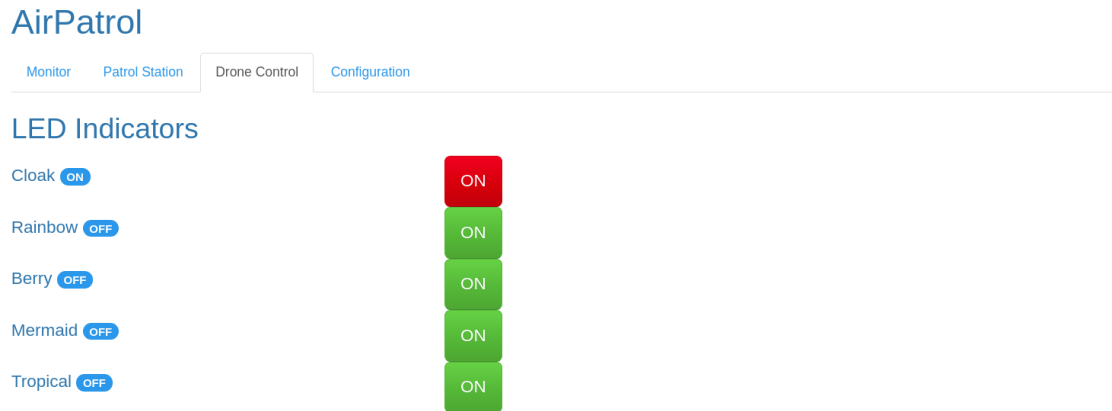 AirPatrol
Monitor Patrol Station Drone Control Configuration
LED Indicators
Cloak ON ON
Rainbow OFF ON
Berry OFF ON
Mermaid OFF ON
Tropical OFF ON